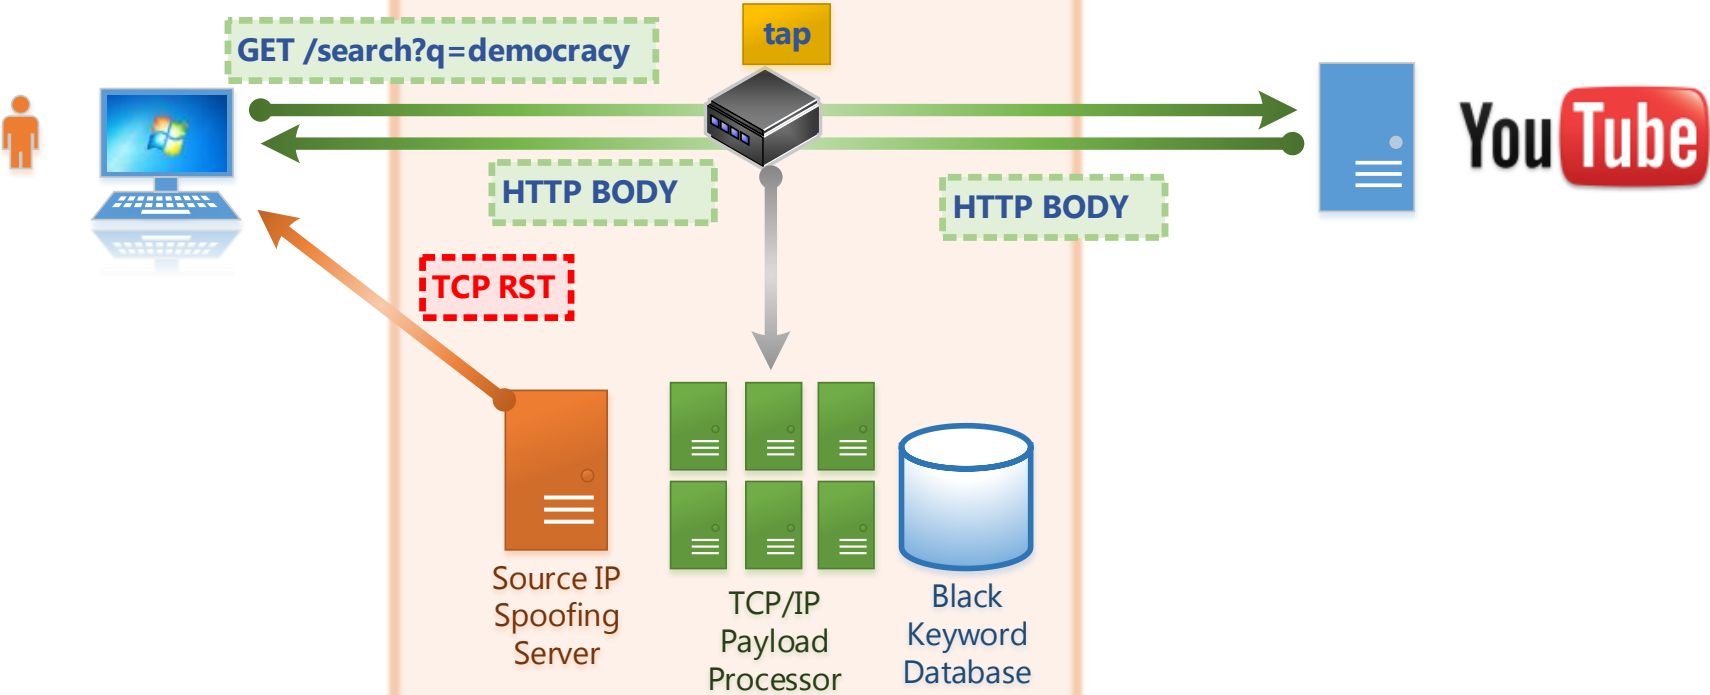 tap
GET /search?q=democracy
YouTube
HTTP BODY
HTTP BODY
TCP RST
Source IP
Spoofing
Server
TCP/IP
Payload
Processor
Black
Keyword
Database